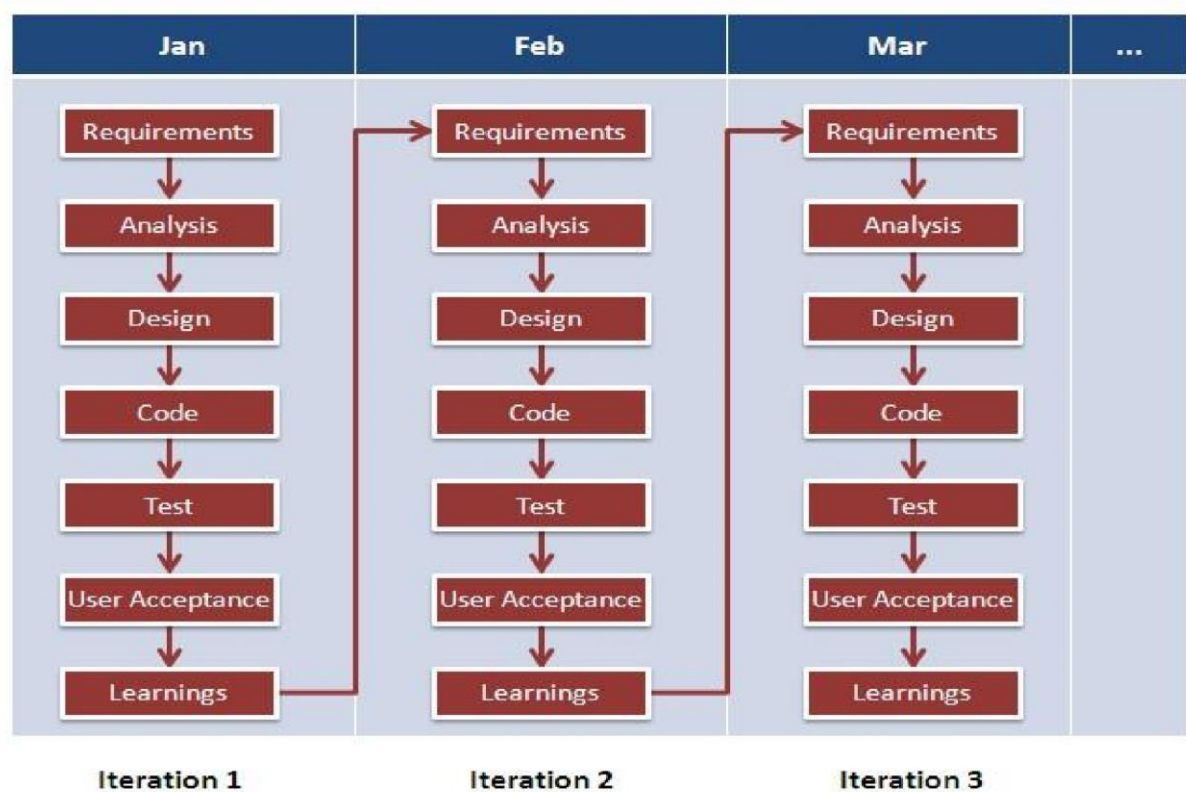 Jan
Feb
Mar
...
Requirements
Analysis
Design
Code
Test
User Acceptance
Learnings
Requirements
Analysis
Design
Code
Test
User Acceptance
Learnings
Requirements
Analysis
Design
Code
Test
User Acceptance
Learnings
Iteration 1
Iteration 2
Iteration 3